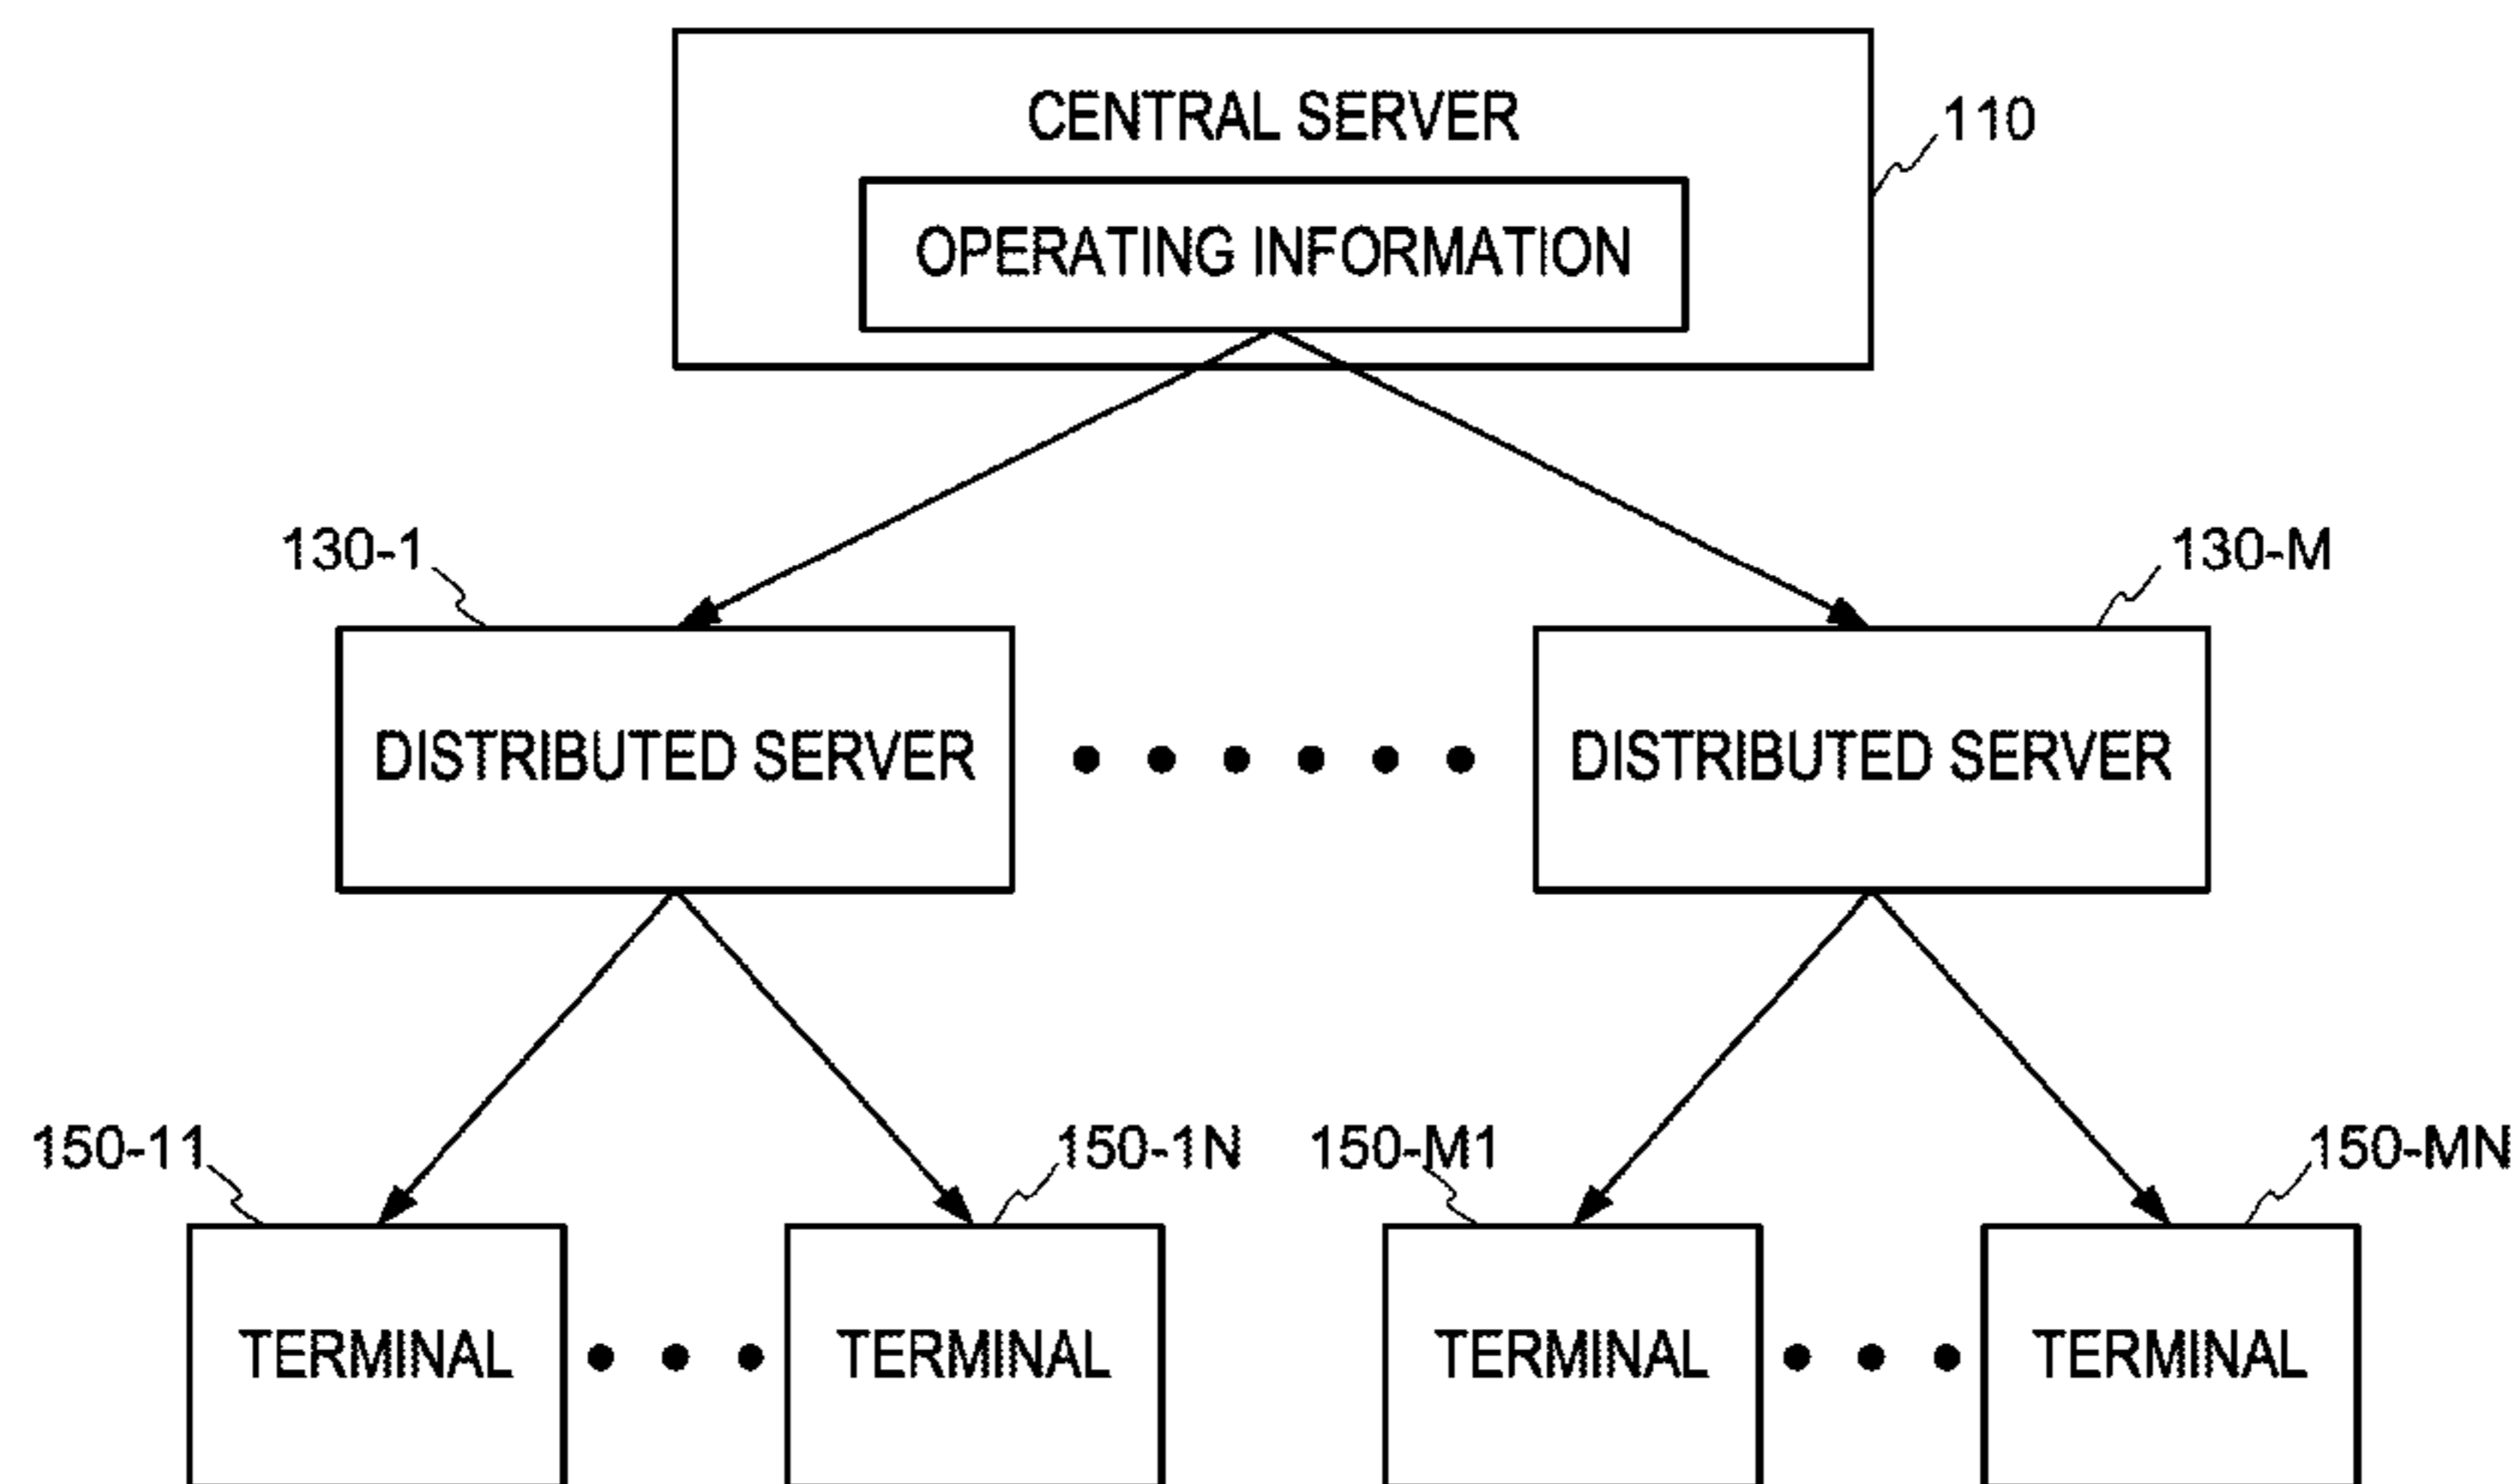 CENTRAL SERVER
110
OPERATING INFORMATION
130-1
130-M
DISTRIBUTED SERVER
DISTRIBUTED SERVER
150-11
150-1N
150-M1
150-MN
TERMINAL
TERMINAL
TERMINAL
TERMINAL